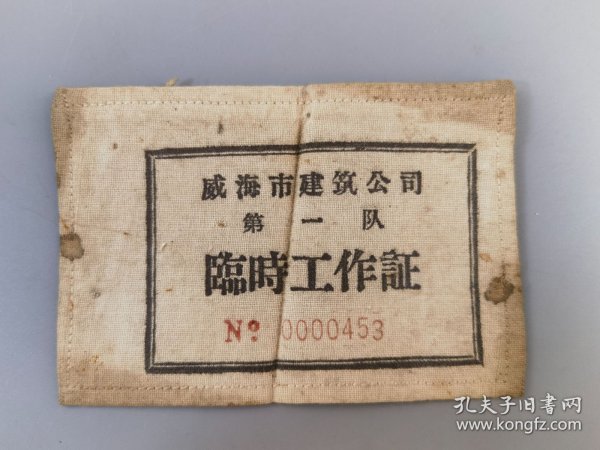 威海市建筑公司
第一队
臨時工作証
№ 0000453
孔夫子旧書网
www.kongfz.com